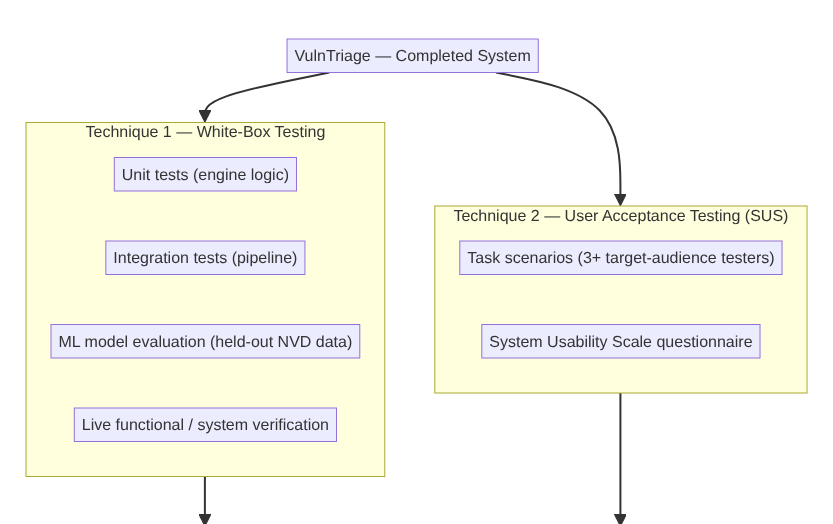 VulnTriage — Completed System
Technique 1 — White-Box Testing
Unit tests (engine logic)
Integration tests (pipeline)
ML model evaluation (held-out NVD data)
Live functional / system verification
Technique 2 — User Acceptance Testing (SUS)
Task scenarios (3+ target-audience testers)
System Usability Scale questionnaire